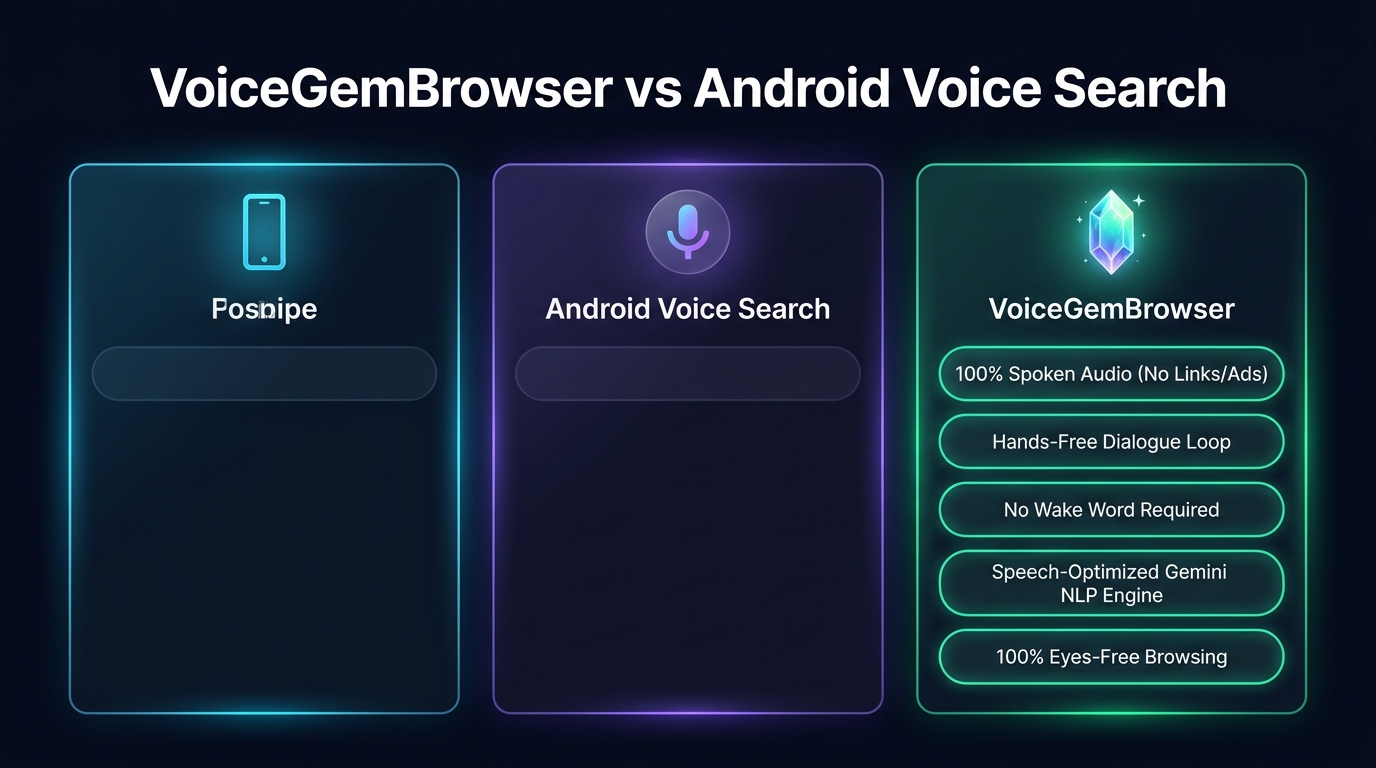 VoiceGemBrowser vs Android Voice Search
Android Voice Search
VoiceGemBrowser
100% Spoken Audio (No Links/Ads)
Hands-Free Dialogue Loop
No Wake Word Required
Speech-Optimized Gemini
NLP Engine
100% Eyes-Free Browsing